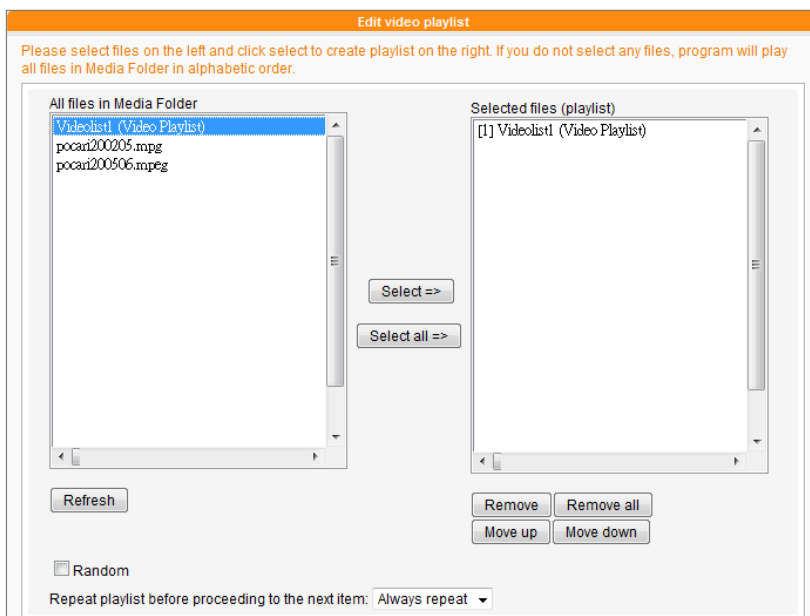 Edit video playlist
Please select files on the left and click select to create playlist on the right. If you do not select any files, program will play
all files in Media Folder in alphabetic order.
All files in Media Folder
Videolist1 (Video Playlist)
pocari200205.mpg
pocari200506.mpeg
Select =>
Select all =>
Refresh
Selected files (playlist)
[1] Videolist1 (Video Playlist)
Remove
Remove all
Move up
Move down
Random
Repeat playlist before proceeding to the next item: Always repeat